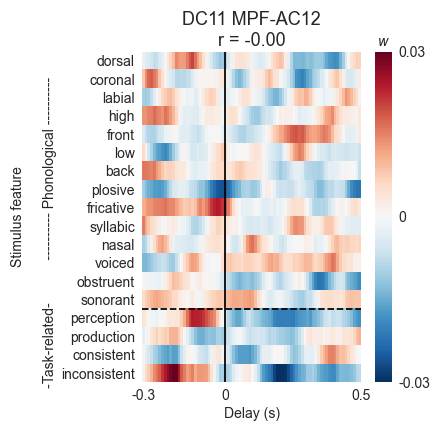 DC11 MPF-AC12
r = -0.00
w
Stimulus feature
-Task-related- ---------- Phonological ----------
dorsal
coronal
labial
high
front
low
back
plosive
fricative
syllabic
nasal
voiced
obstruent
sonorant
perception
production
consistent
inconsistent
0.03
0
-0.03
-0.3 0 0.5
Delay (s)